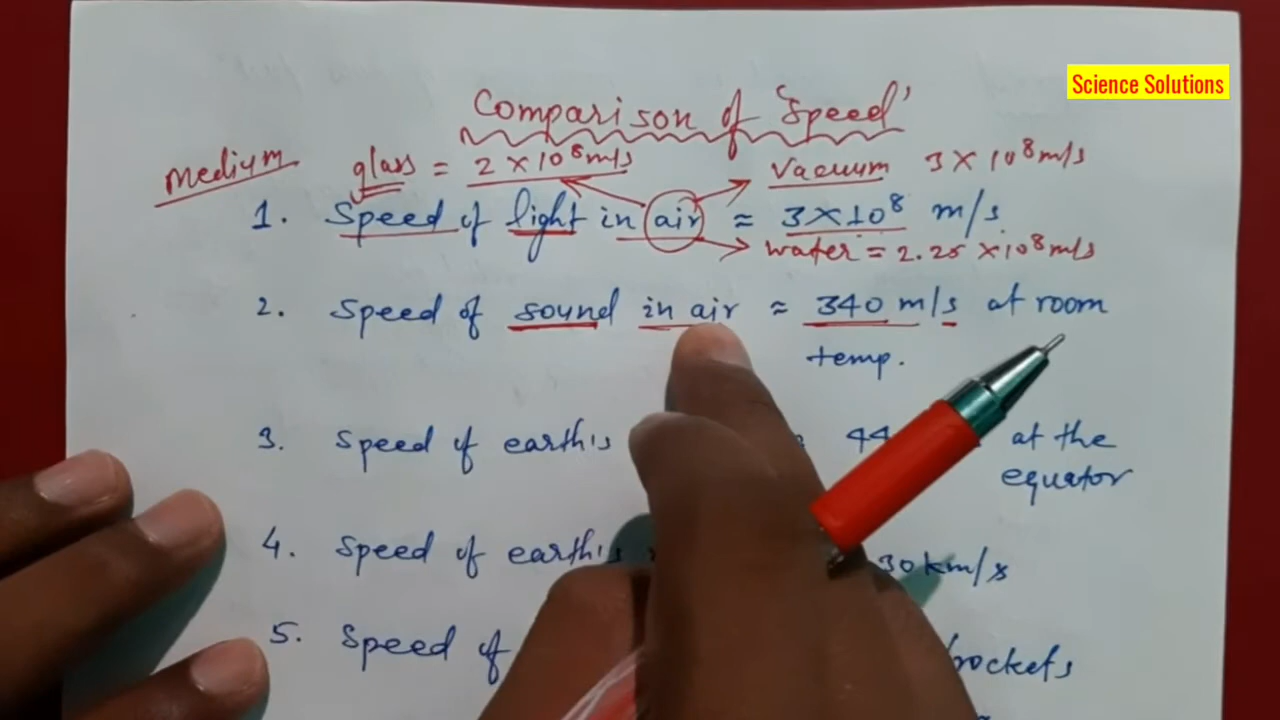 Science Solutions
Comparison of 'Speed'
Medium glass = 2 × 10⁸ m/s Vacuum 3 × 10⁸ m/s
1. Speed of light in air ≈ 3×10⁸ m/s
water = 2.25 × 10⁸ m/s
2. Speed of sound in air ≈ 340 m/s at room
temp.
3. Speed of earth's at the
equator
4. Speed of earth's 30 km/s
5. Speed of rockets